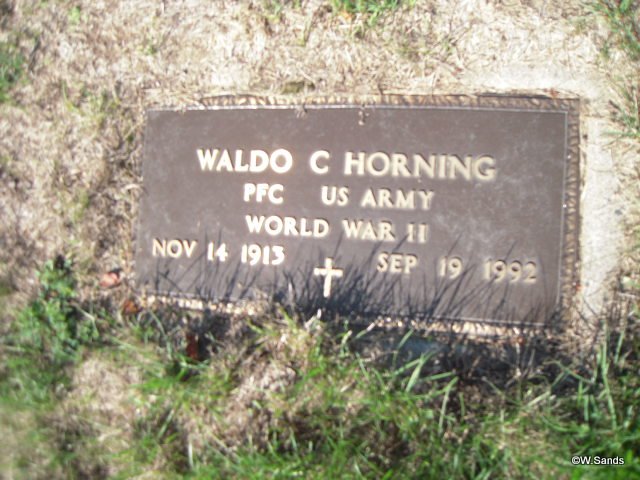 WALDO C HORNING
PFC US ARMY
WORLD WAR II
NOV 14 1913 SEP 19 1992
©W.Sands